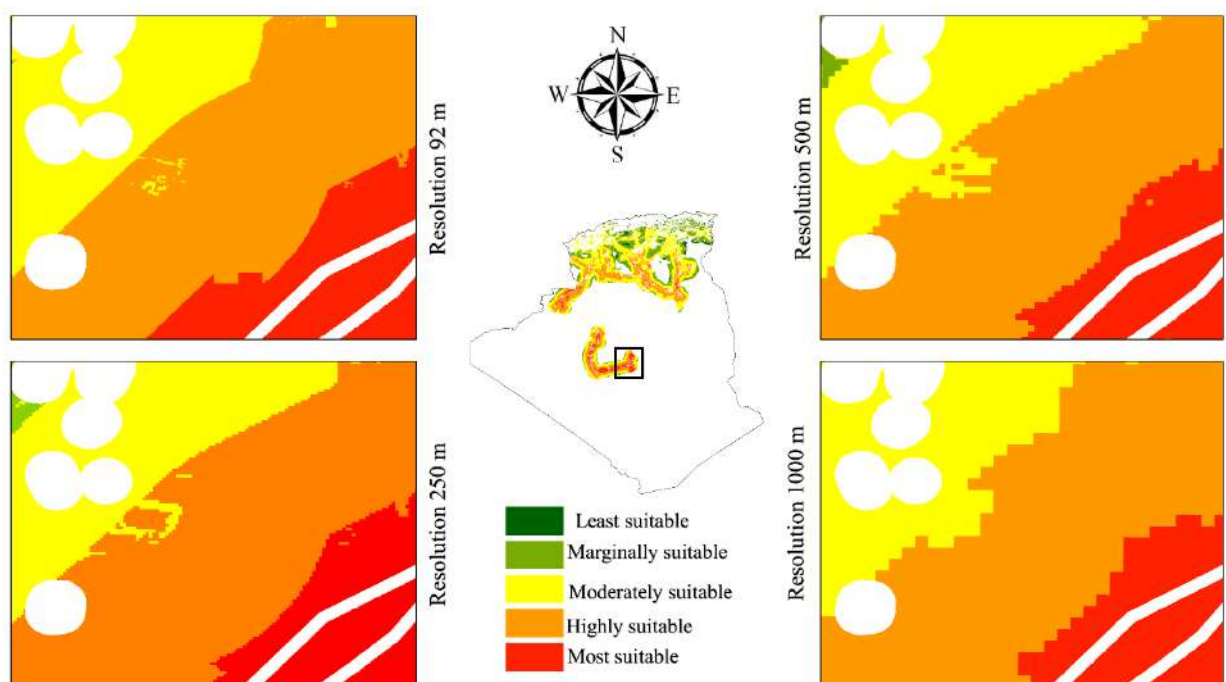 Resolution 92 m
N
W
E
S
Resolution 500 m
Resolution 250 m
Least suitable
Marginally suitable
Moderately suitable
Highly suitable
Most suitable
Resolution 1000 m